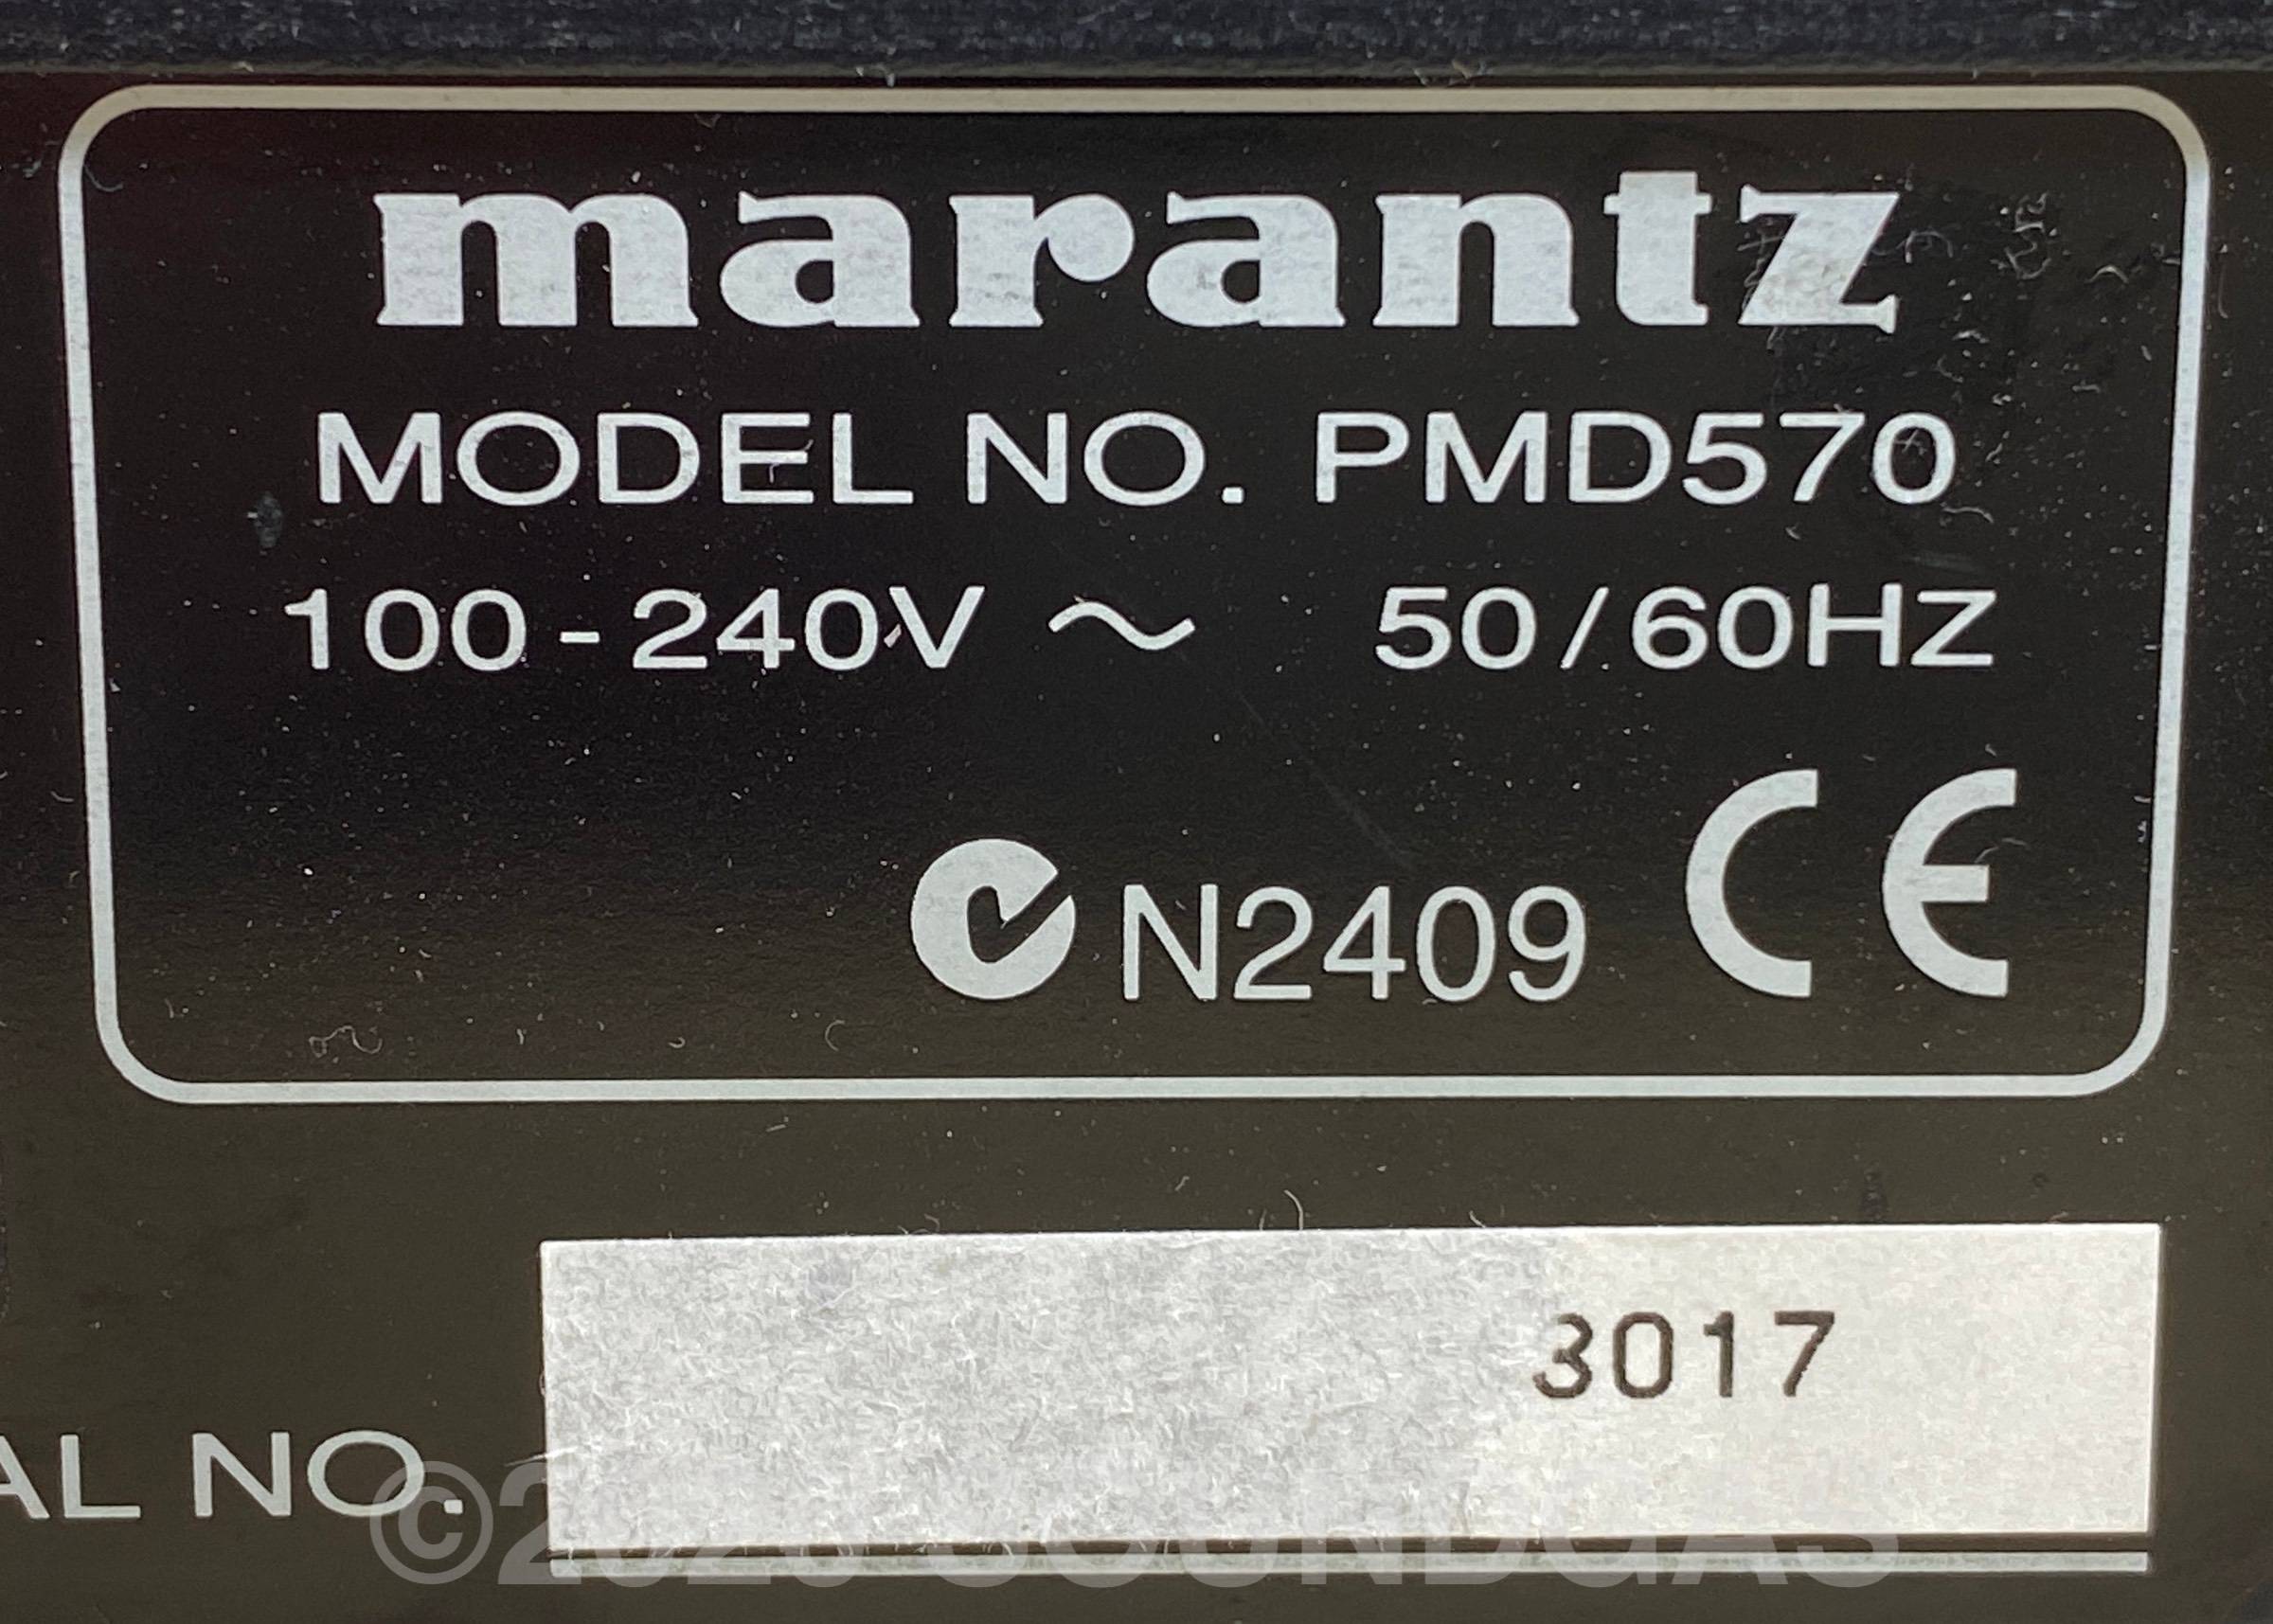 marantz
MODEL NO. PMD570
100-240V ~ 50/60HZ
N2409 CE
3017
AL NO.